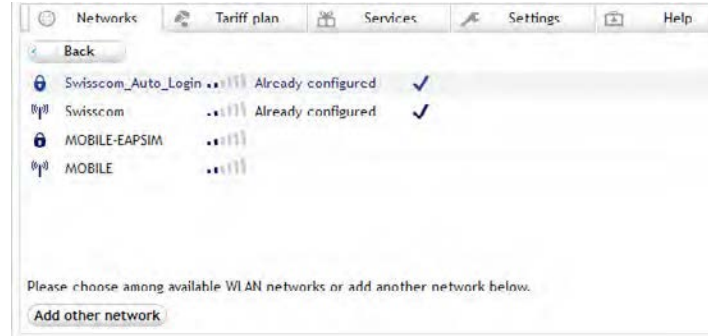 Networks Tariff plan Services Settings Help
Back
Swisscom_Auto_Login Already configured
Swisscom Already configured
MOBILE-EAPSIM
MOBILE
Please choose among available WLAN networks or add another network below.
Add other network